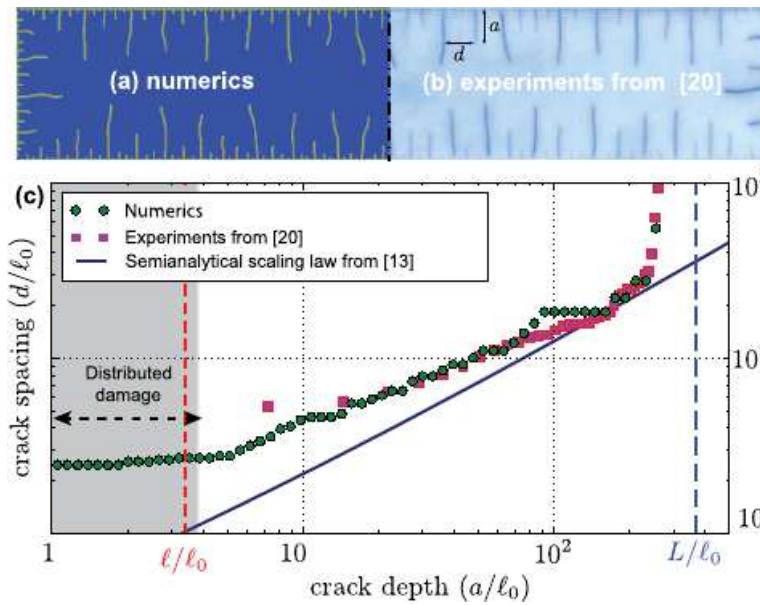 (a) numerics
(b) experiments from [20]
a
d
(c)
Numerics
Experiments from [20]
Semianalytical scaling law from [13]
Distributed
damage
crack spacing (d/ℓ₀)
10
10
10
1
ℓ/ℓ₀
10
10²
L/ℓ₀
crack depth (a/ℓ₀)